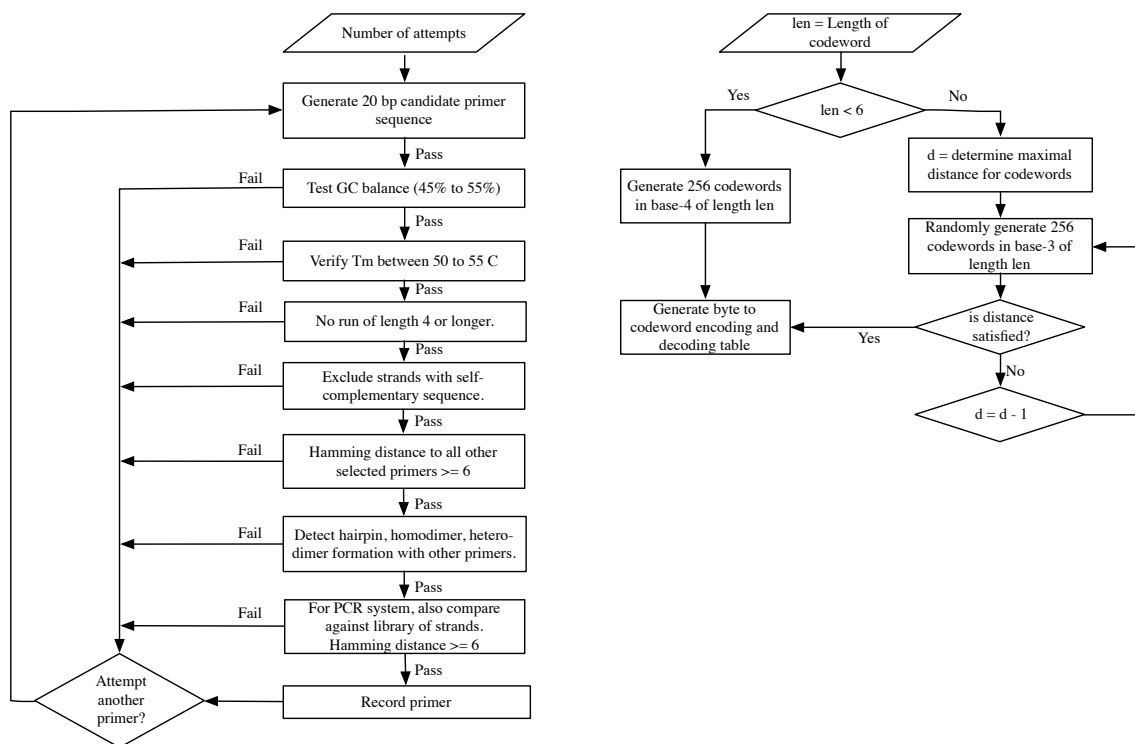 Number of attempts
Generate 20 bp candidate primer
sequence
Pass
Fail
Test GC balance (45% to 55%)
Pass
Fail
Verify Tm between 50 to 55 C
Pass
Fail
No run of length 4 or longer.
Pass
Fail
Exclude strands with self-
complementary sequence.
Pass
Fail
Hamming distance to all other
selected primers >= 6
Pass
Fail
Detect hairpin, homodimer, hetero-
dimer formation with other primers.
Pass
Fail
For PCR system, also compare
against library of strands.
Hamming distance >= 6
Pass
Attempt
another
primer?
Record primer
len = Length of
codeword
Yes
len < 6
No
Generate 256 codewords
in base-4 of length len
d = determine maximal
distance for codewords
Randomly generate 256
codewords in base-3 of
length len
Generate byte to
codeword encoding and
decoding table
Yes
is distance
satisfied?
No
d = d - 1